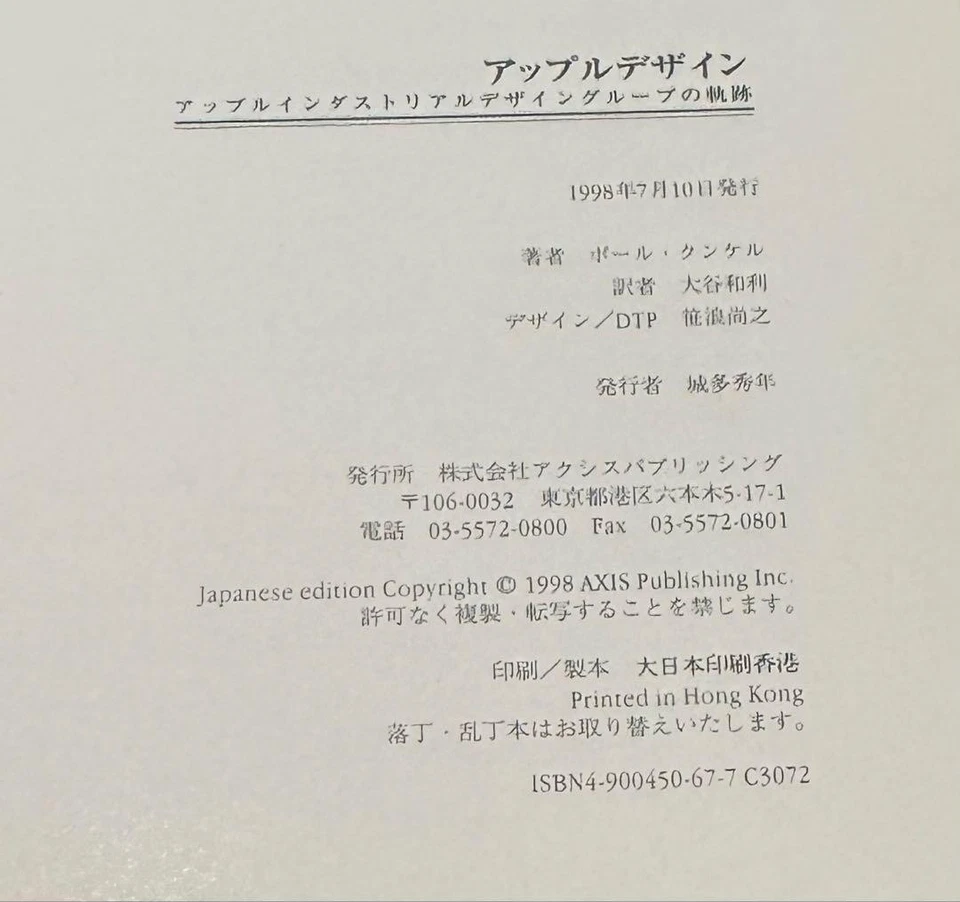 アップルデザイン
アップルインダストリアルデザイングループの軌跡
1998年7月10日発行
著者　ポール・クンケル
訳者　大谷和利
デザイン／DTP　笹浪尚之
発行者　城多秀年
発行所　株式会社アクシスパブリッシング
〒106-0032　東京都港区六本木5-17-1
電話　03-5572-0800　Fax　03-5572-0801
Japanese edition Copyright © 1998 AXIS Publishing Inc.
許可なく複製・転写することを禁じます。
印刷／製本　大日本印刷香港
Printed in Hong Kong
落丁・乱丁本はお取り替えいたします。
ISBN4-900450-67-7 C3072